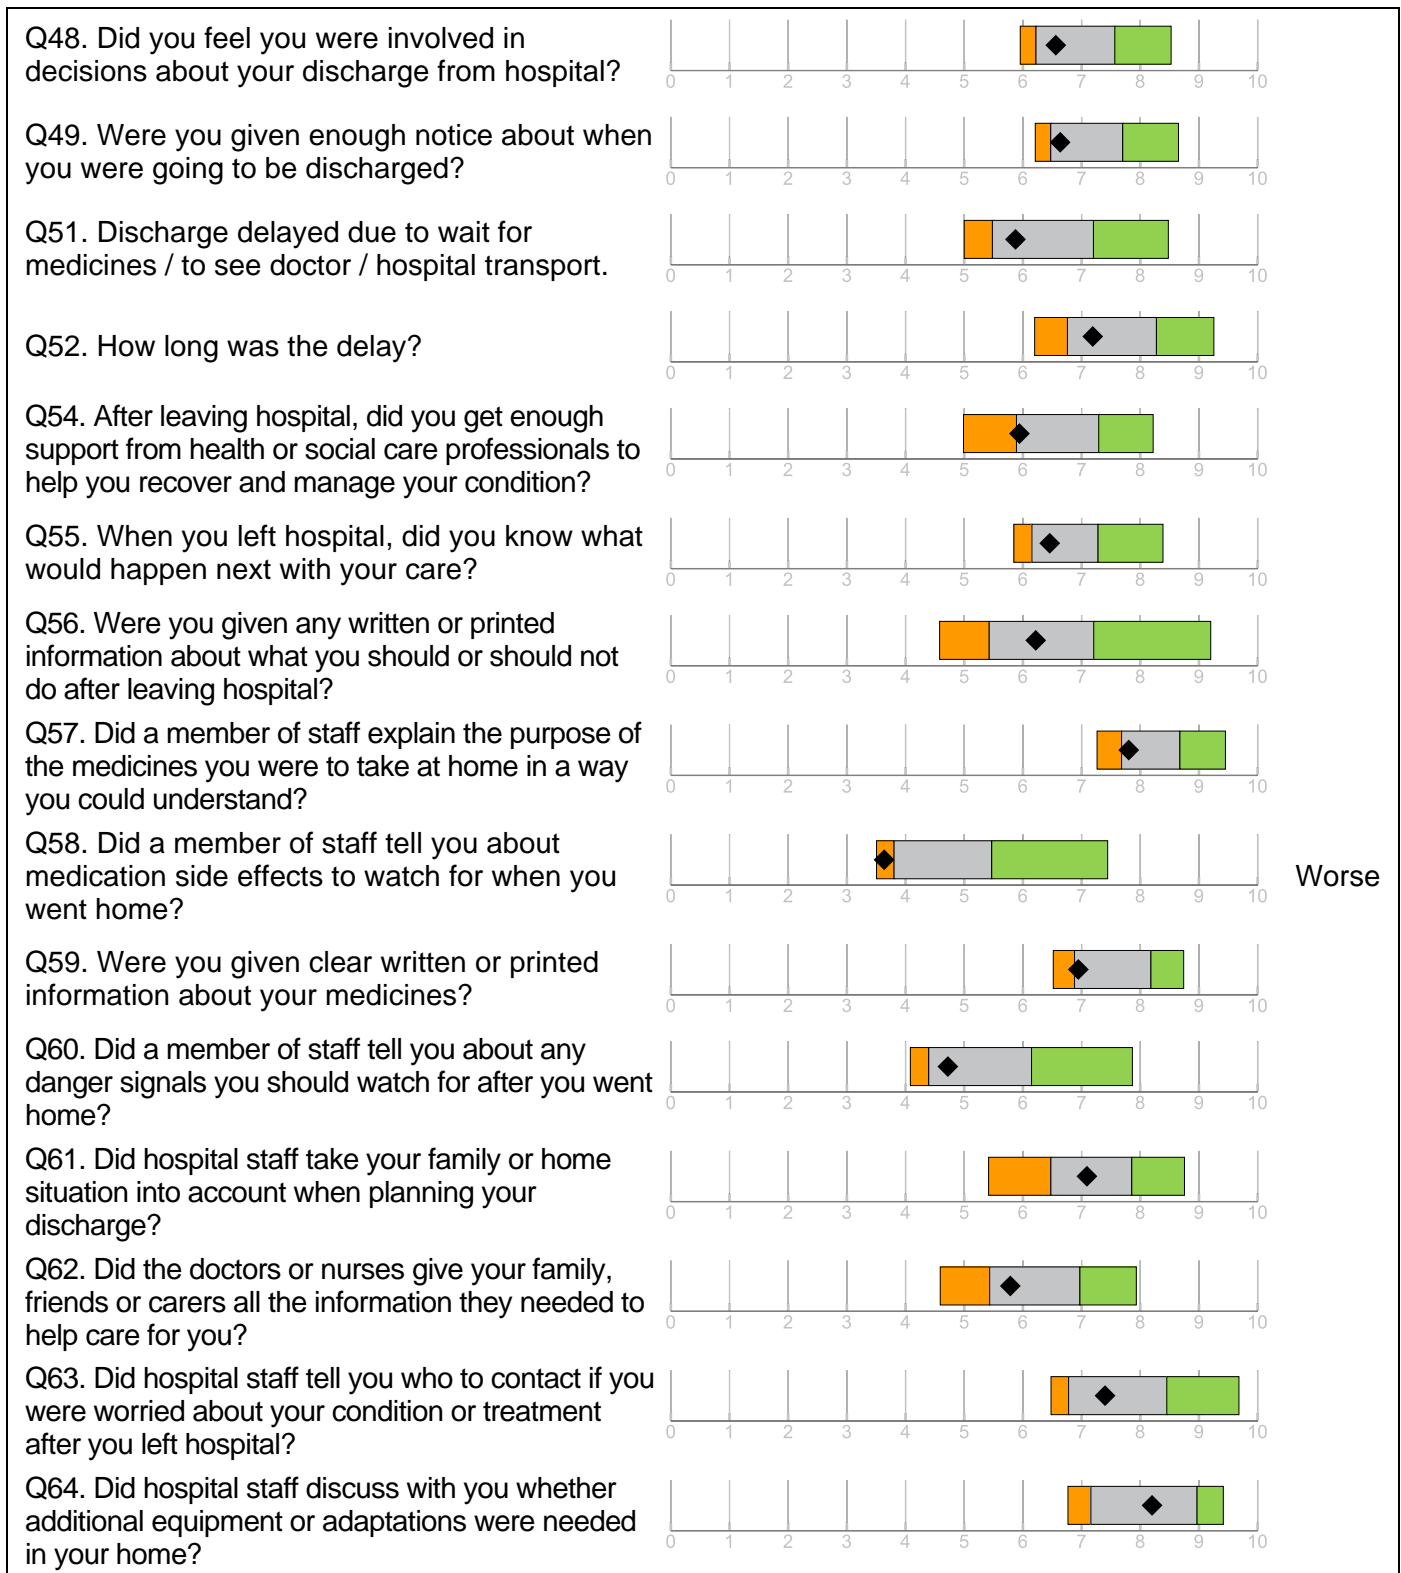 Q48. Did you feel you were involved in
decisions about your discharge from hospital?
0 1 2 3 4 5 6 7 8 9 10
Q49. Were you given enough notice about when
you were going to be discharged?
0 1 2 3 4 5 6 7 8 9 10
Q51. Discharge delayed due to wait for
medicines / to see doctor / hospital transport.
0 1 2 3 4 5 6 7 8 9 10
Q52. How long was the delay?
0 1 2 3 4 5 6 7 8 9 10
Q54. After leaving hospital, did you get enough
support from health or social care professionals to
help you recover and manage your condition?
0 1 2 3 4 5 6 7 8 9 10
Q55. When you left hospital, did you know what
would happen next with your care?
0 1 2 3 4 5 6 7 8 9 10
Q56. Were you given any written or printed
information about what you should or should not
do after leaving hospital?
0 1 2 3 4 5 6 7 8 9 10
Q57. Did a member of staff explain the purpose of
the medicines you were to take at home in a way
you could understand?
0 1 2 3 4 5 6 7 8 9 10
Q58. Did a member of staff tell you about
medication side effects to watch for when you
went home?
0 1 2 3 4 5 6 7 8 9 10
Worse
Q59. Were you given clear written or printed
information about your medicines?
0 1 2 3 4 5 6 7 8 9 10
Q60. Did a member of staff tell you about any
danger signals you should watch for after you went
home?
0 1 2 3 4 5 6 7 8 9 10
Q61. Did hospital staff take your family or home
situation into account when planning your
discharge?
0 1 2 3 4 5 6 7 8 9 10
Q62. Did the doctors or nurses give your family,
friends or carers all the information they needed to
help care for you?
0 1 2 3 4 5 6 7 8 9 10
Q63. Did hospital staff tell you who to contact if you
were worried about your condition or treatment
after you left hospital?
0 1 2 3 4 5 6 7 8 9 10
Q64. Did hospital staff discuss with you whether
additional equipment or adaptations were needed
in your home?
0 1 2 3 4 5 6 7 8 9 10